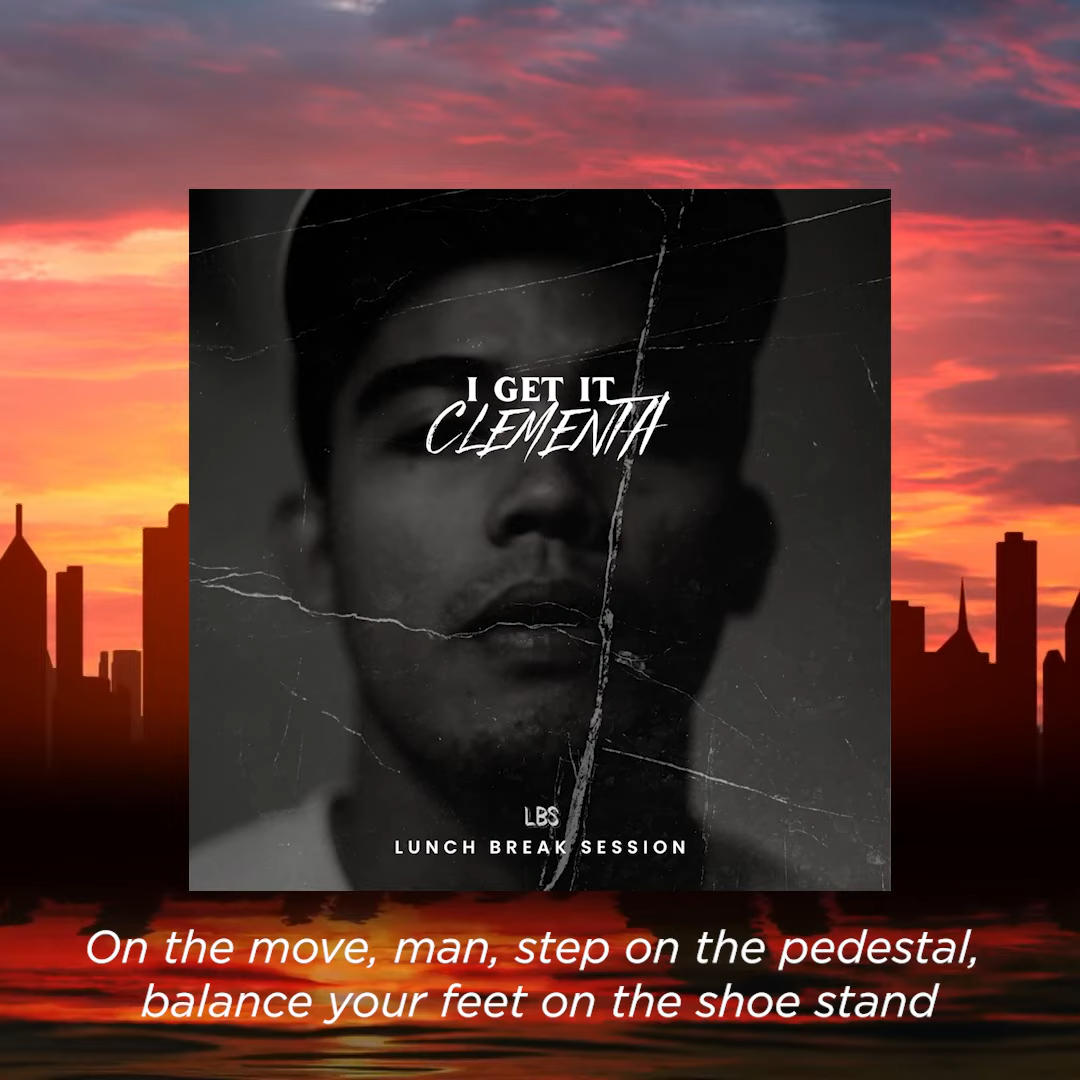 I GET IT
CLEMENTA
LBS
LUNCH BREAK SESSION
On the move, man, step on the pedestal,
balance your feet on the shoe stand